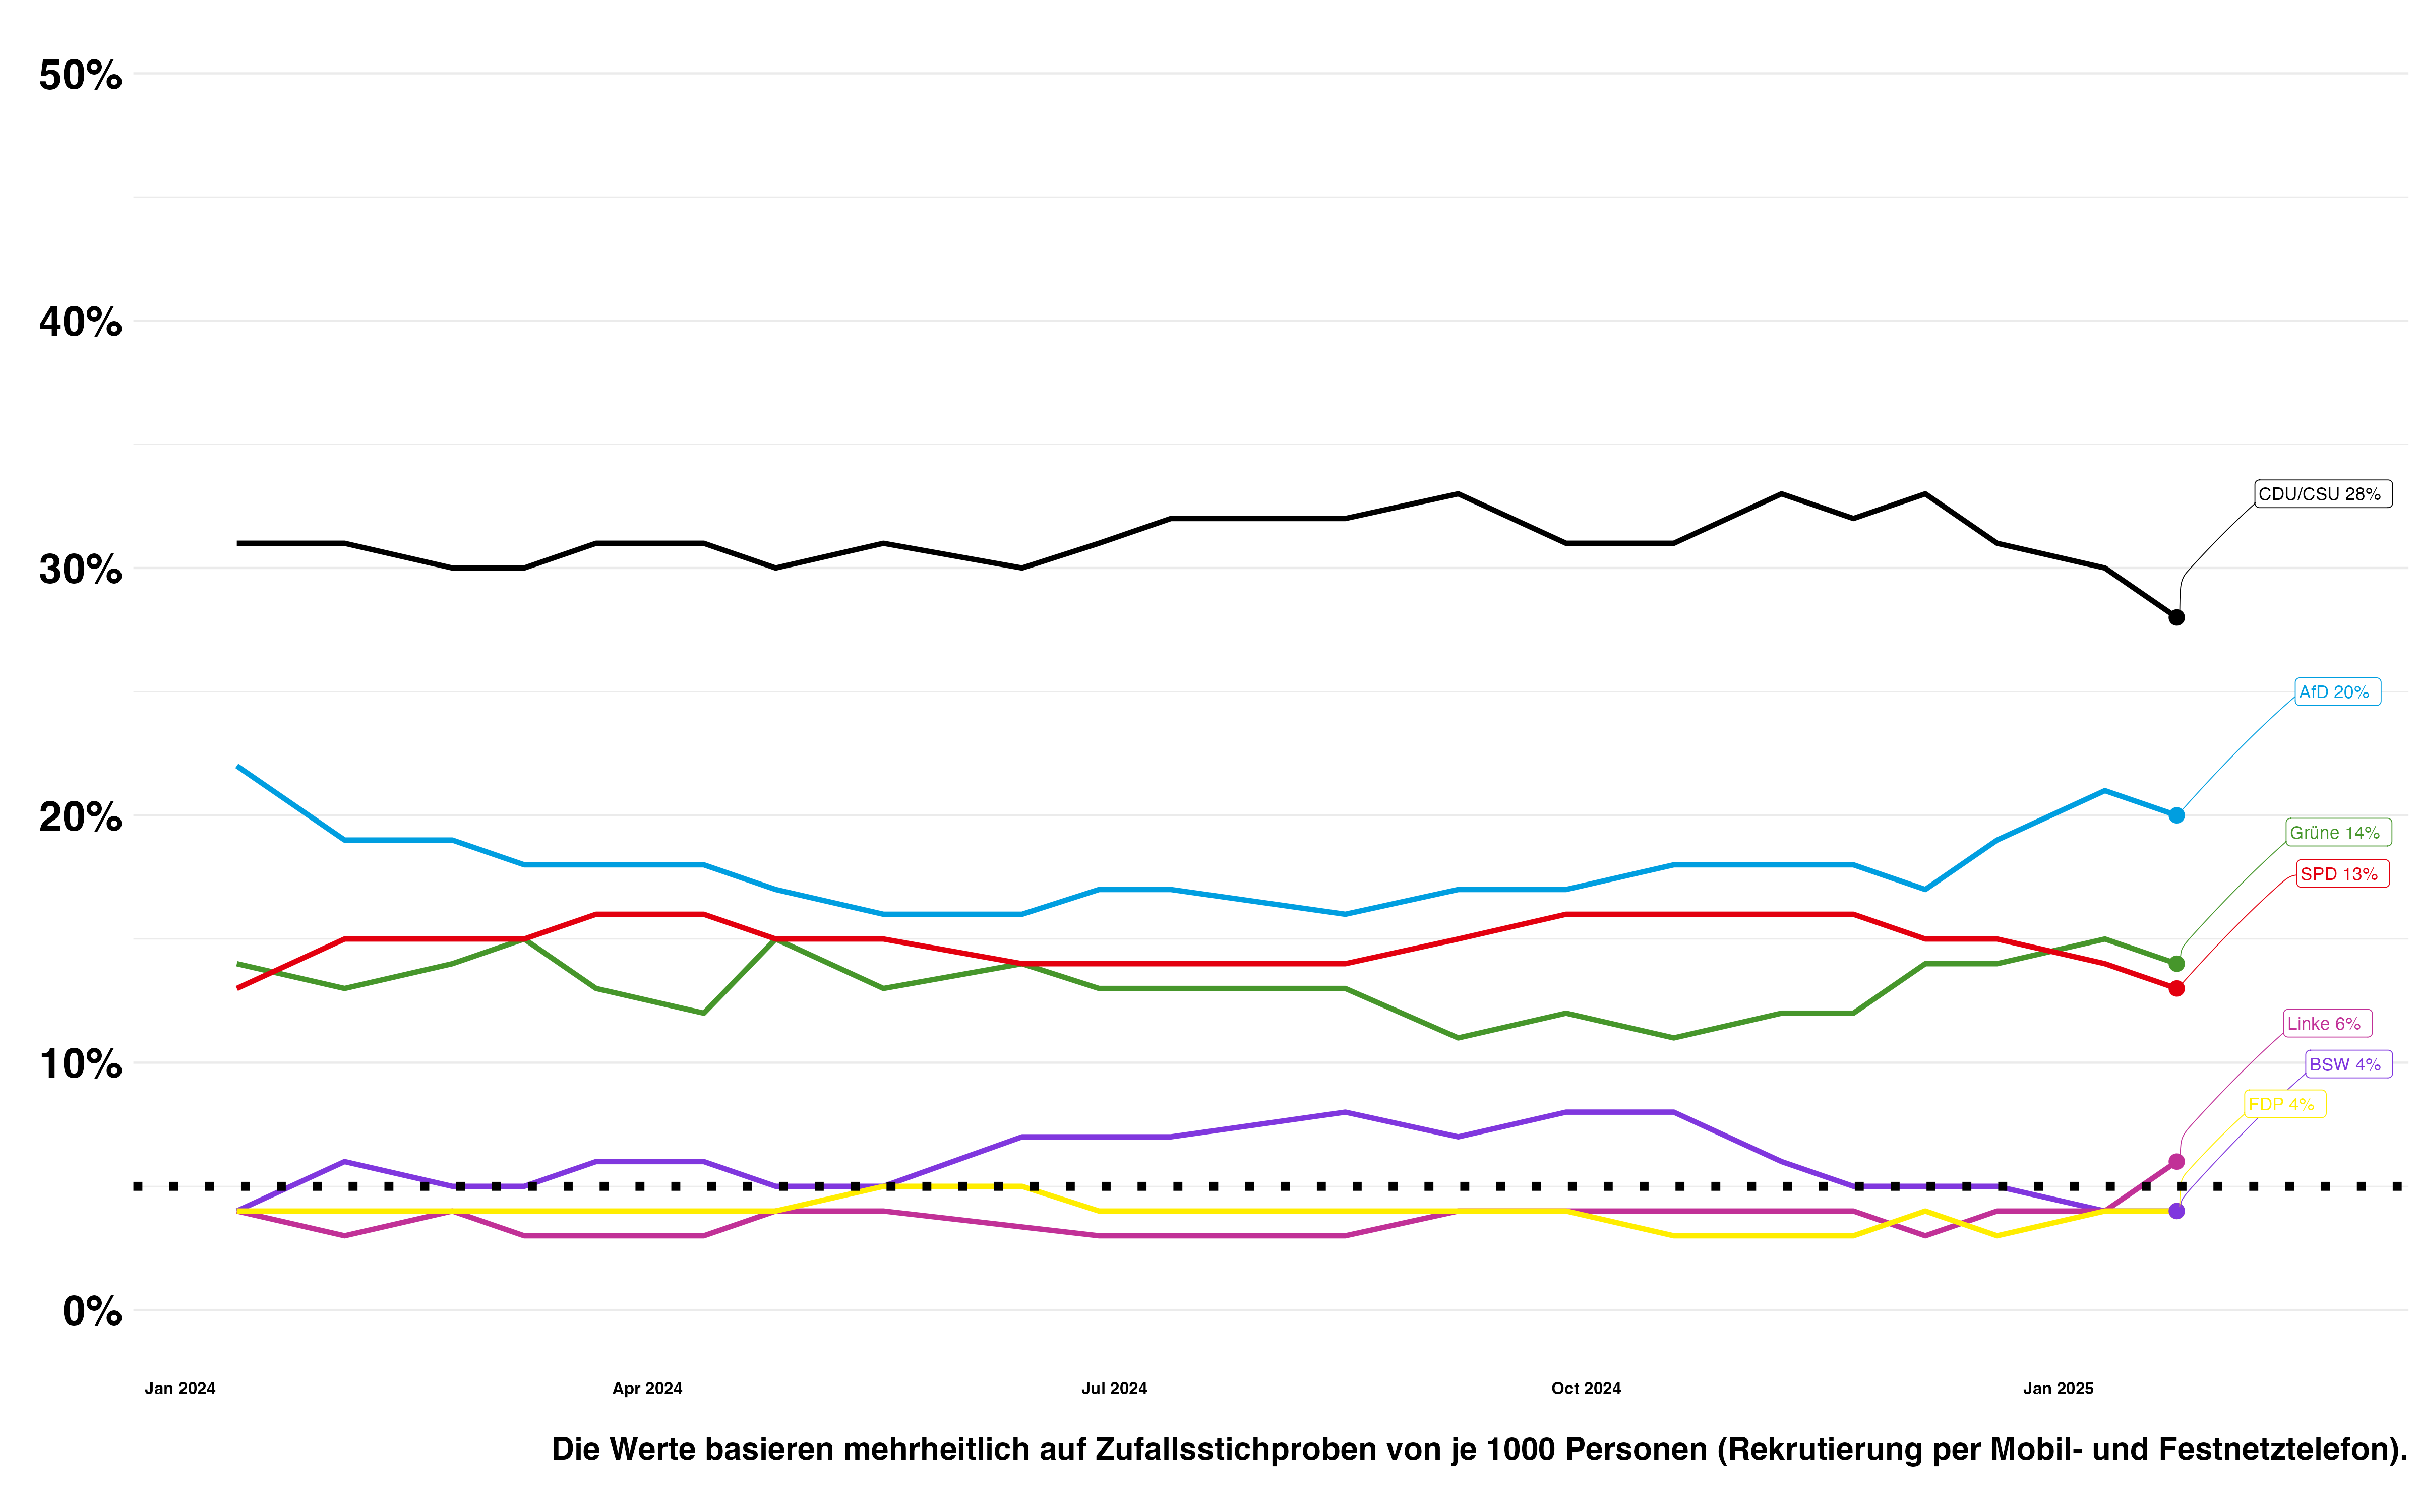 50%
40%
30%
20%
10%
0%
CDU/CSU 28%
AfD 20%
Grüne 14%
SPD 13%
Linke 6%
BSW 4%
FDP 4%
Jan 2024
Apr 2024
Jul 2024
Oct 2024
Jan 2025
Die Werte basieren mehrheitlich auf Zufallsstichproben von je 1000 Personen (Rekrutierung per Mobil- und Festnetztelefon).